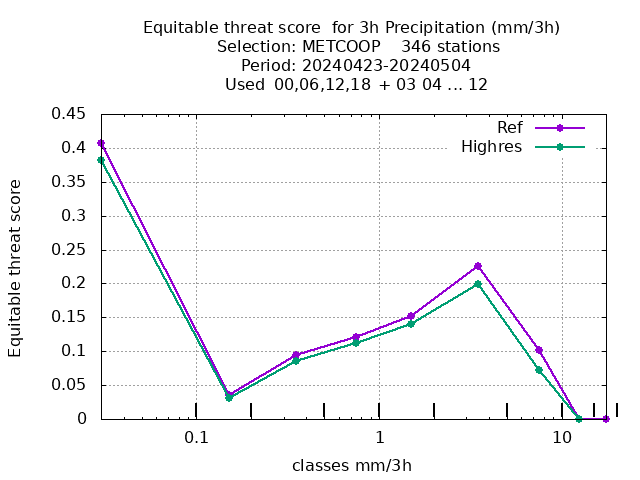 Equitable threat score  for 3h Precipitation (mm/3h)
Selection: METCOOP    346 stations
Period: 20240423-20240504
Used  00,06,12,18 + 03 04 ... 12
Ref
Highres
Equitable threat score
0.45
0.4
0.35
0.3
0.25
0.2
0.15
0.1
0.05
0
0.1
1
10
classes mm/3h